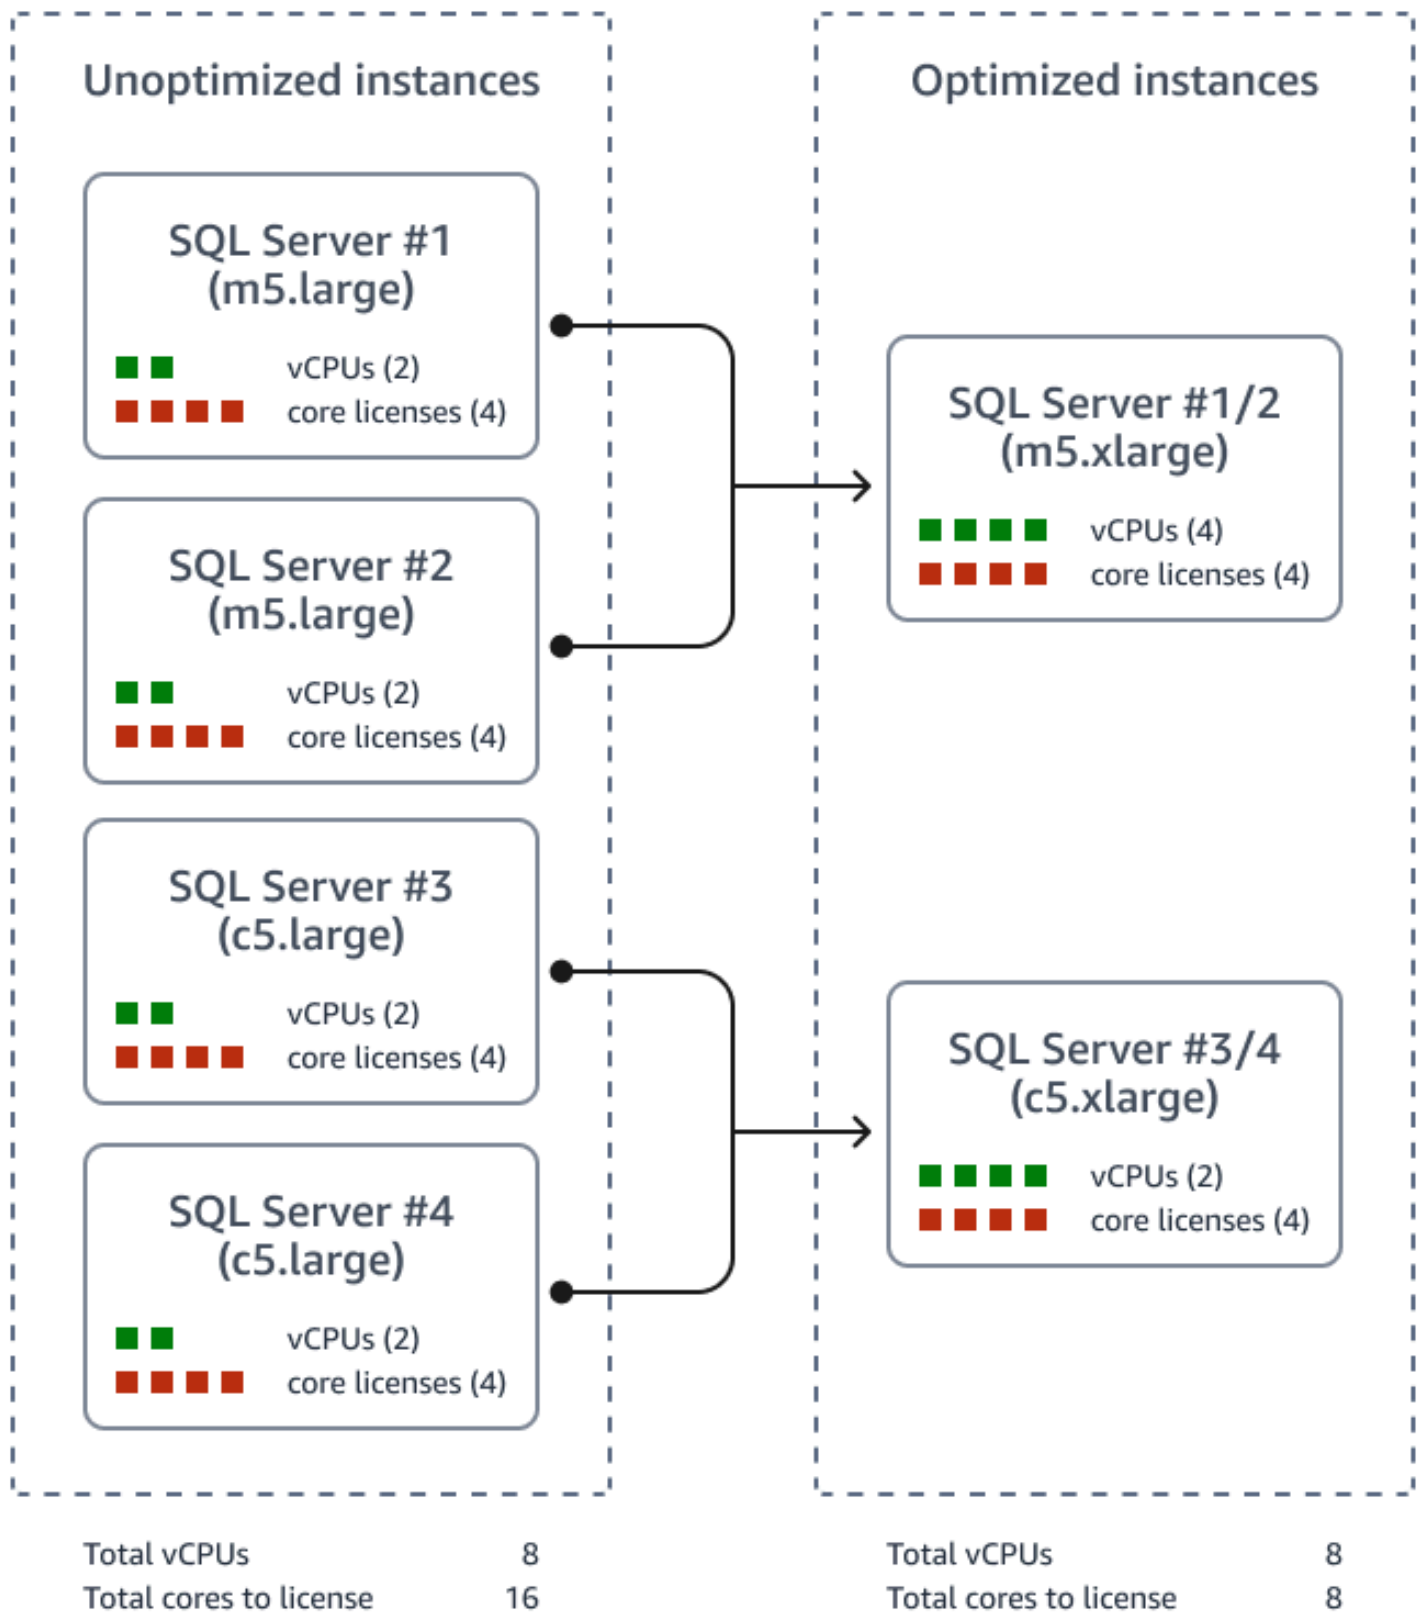 Unoptimized instances
SQL Server #1
(m5.large)
vCPUs (2)
core licenses (4)
SQL Server #2
(m5.large)
vCPUs (2)
core licenses (4)
SQL Server #3
(c5.large)
vCPUs (2)
core licenses (4)
SQL Server #4
(c5.large)
vCPUs (2)
core licenses (4)
Total vCPUs 8
Total cores to license 16
Optimized instances
SQL Server #1/2
(m5.xlarge)
vCPUs (4)
core licenses (4)
SQL Server #3/4
(c5.xlarge)
vCPUs (2)
core licenses (4)
Total vCPUs 8
Total cores to license 8